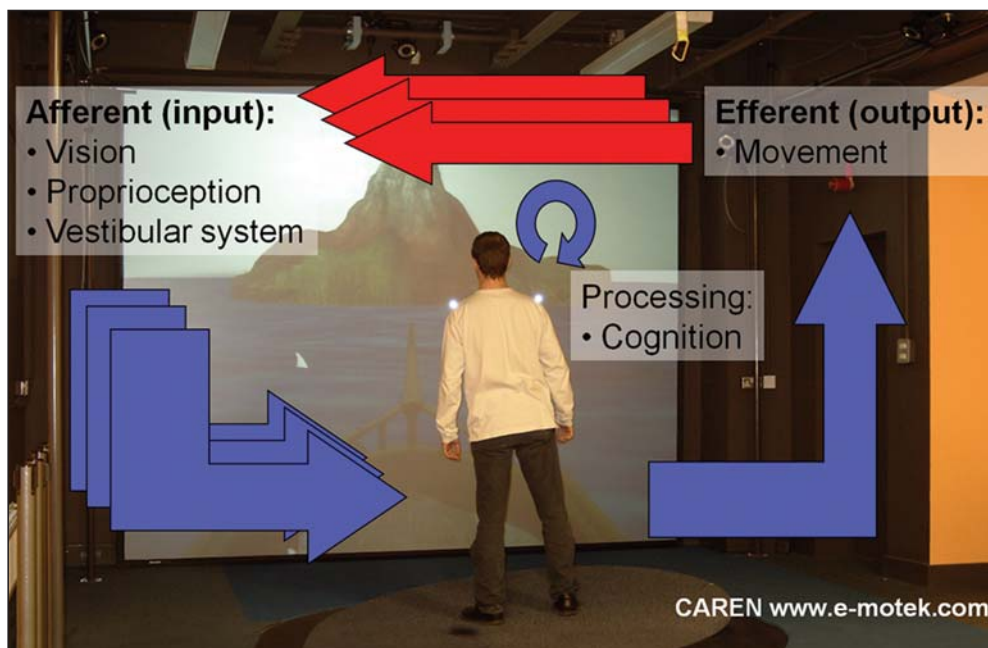 Afferent (input):
• Vision
• Proprioception
• Vestibular system
Efferent (output):
• Movement
Processing:
• Cognition
CAREN www.e-motek.com